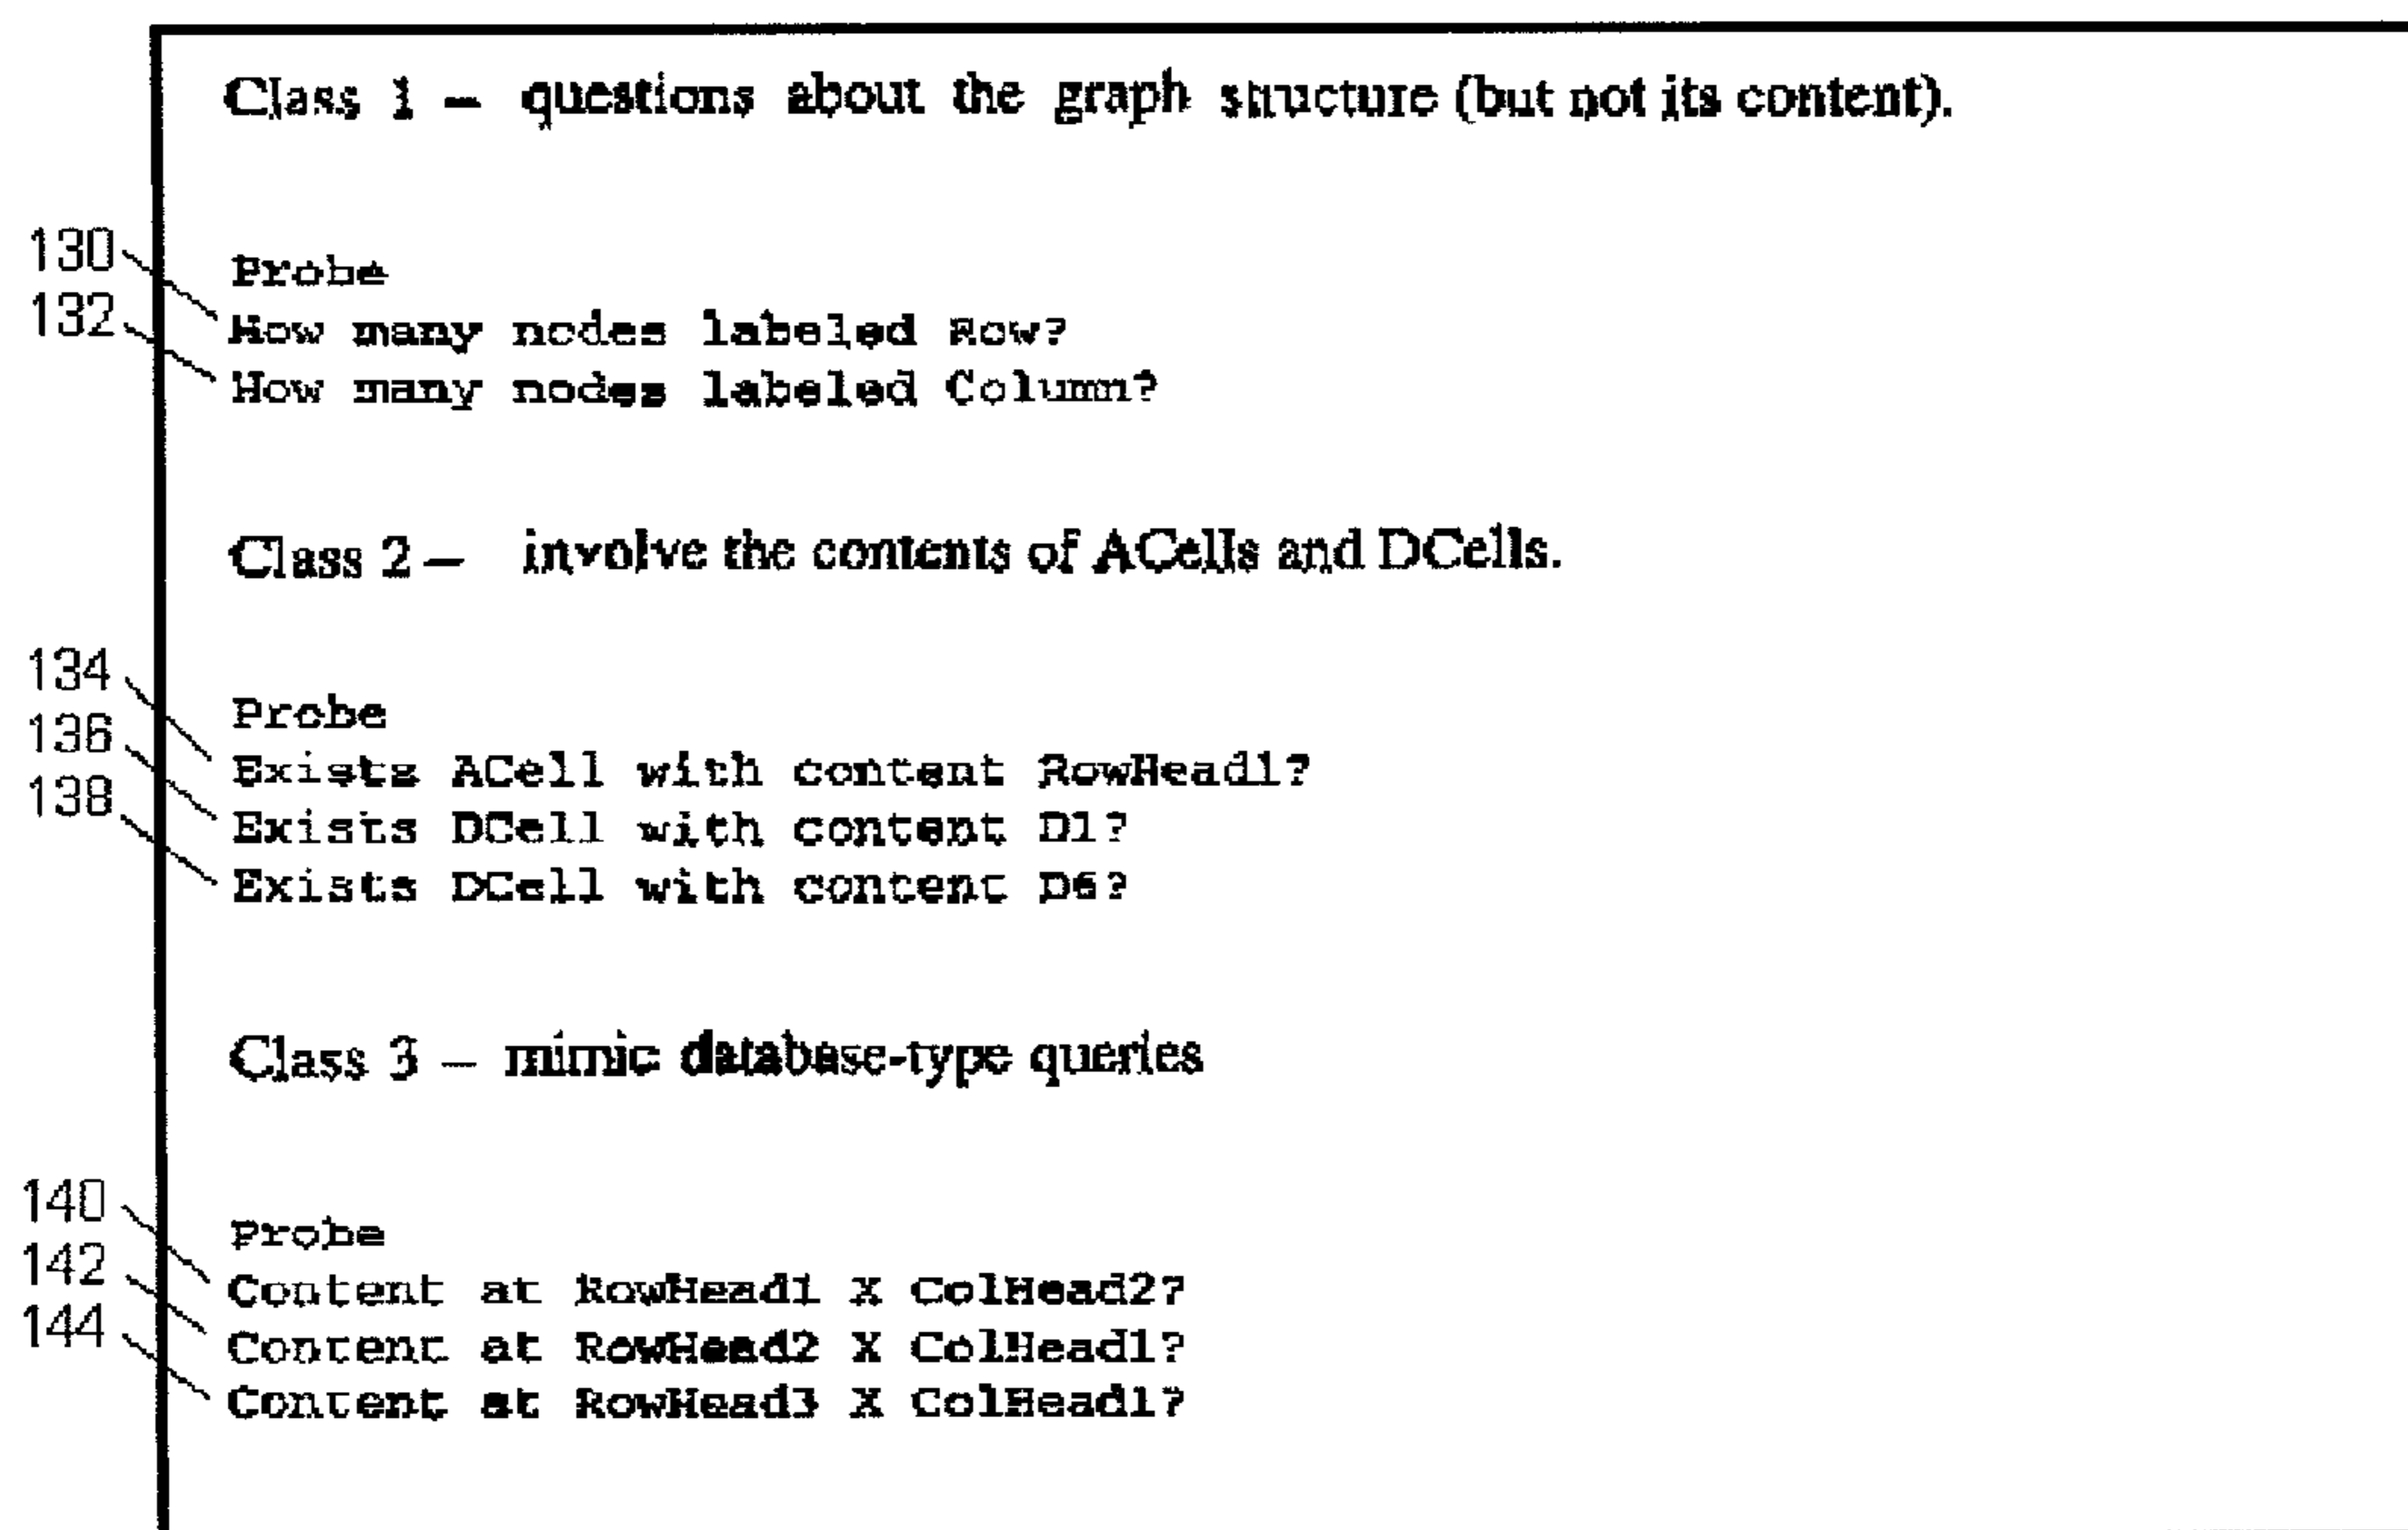 Class 1 – questions about the graph structure (but not its content).
130
Probe
132
How many nodes labeled Row?
How many nodes labeled Column?
Class 2 – involve the contents of ACells and DCells.
134
Probe
136
Exists ACell with content RowHead1?
138
Exists DCell with content D1?
Exists DCell with content D6?
Class 3 – mimic database-type queries
140
Probe
142
Content at RowHead1 X ColHead2?
144
Content at RowHead2 X ColHead1?
Content at RowHead3 X ColHead1?